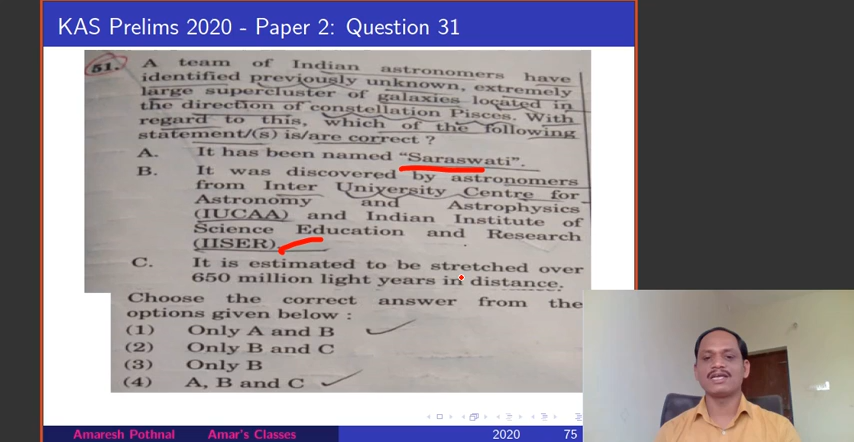 KAS Prelims 2020 - Paper 2: Question 31
51. A team of Indian astronomers have
identified previously unknown, extremely
large supercluster of galaxies located in
the direction of constellation Pisces. With
regard to this, which of the following
statement/(s) is/are correct ?
A. It has been named “Saraswati”.
B. It was discovered by astronomers
from Inter University Centre for
Astronomy and Astrophysics
(IUCAA) and Indian Institute of
Science Education and Research
(IISER).
C. It is estimated to be stretched over
650 million light years in distance.
Choose the correct answer from the
options given below :
(1) Only A and B
(2) Only B and C
(3) Only B
(4) A, B and C
Amaresh Pothnal Amar's Classes 2020 75